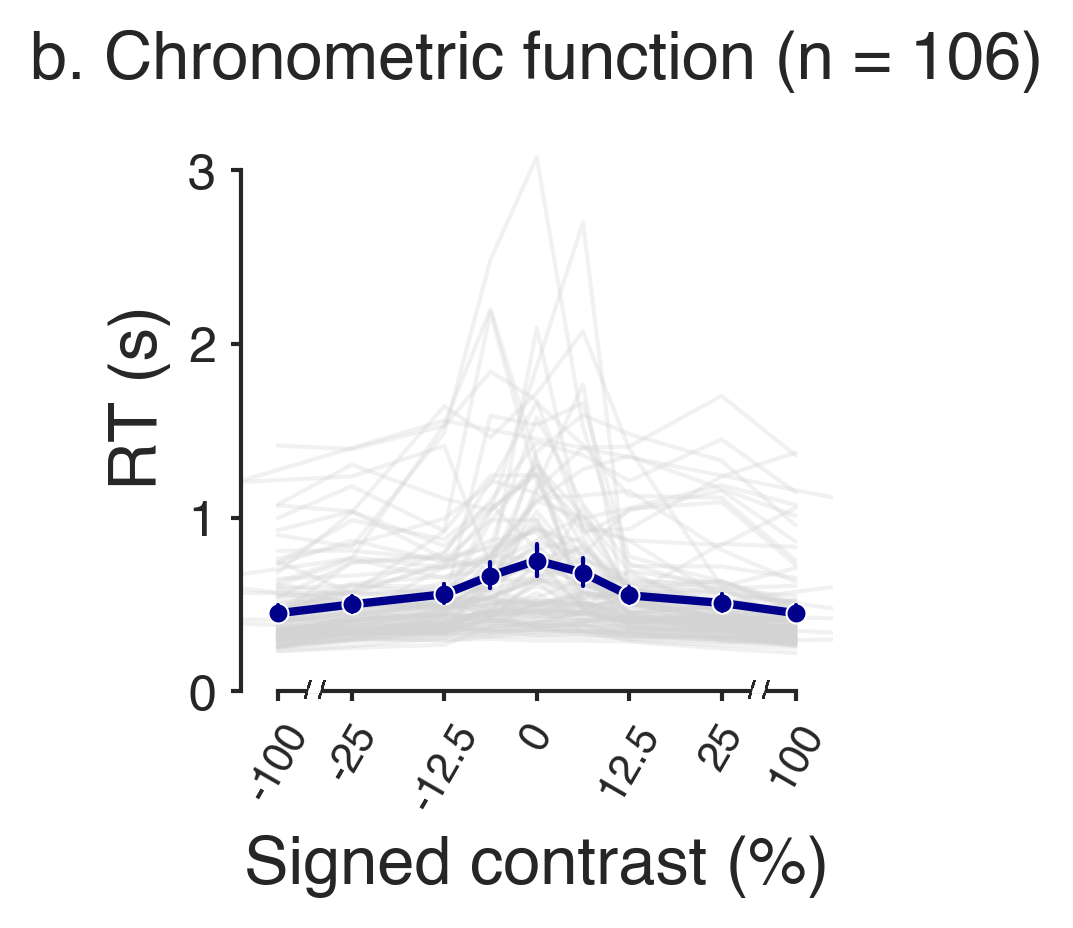 b. Chronometric function (n = 106)
3
2
1
0
RT (s)
-100 -25 -12.5 0 12.5 25 100
Signed contrast (%)